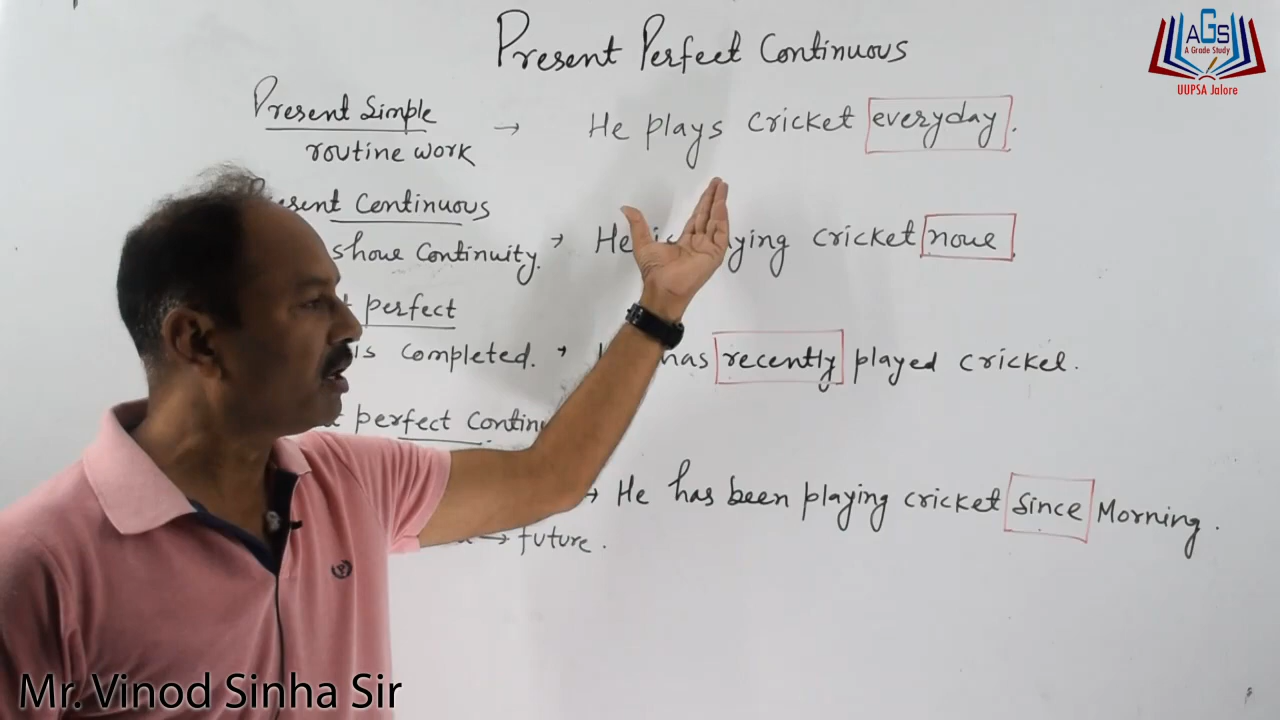 Present Perfect Continuous
AGS
A Grade Study
UUPSA Jalore
Present Simple
routine work
→ He plays cricket everyday.
Continuous
show Continuity. → He cricket now
perfect
is completed. → has recently played cricket.
perfect
→ He has been playing cricket since Morning.
→ future.
Mr. Vinod Sinha Sir